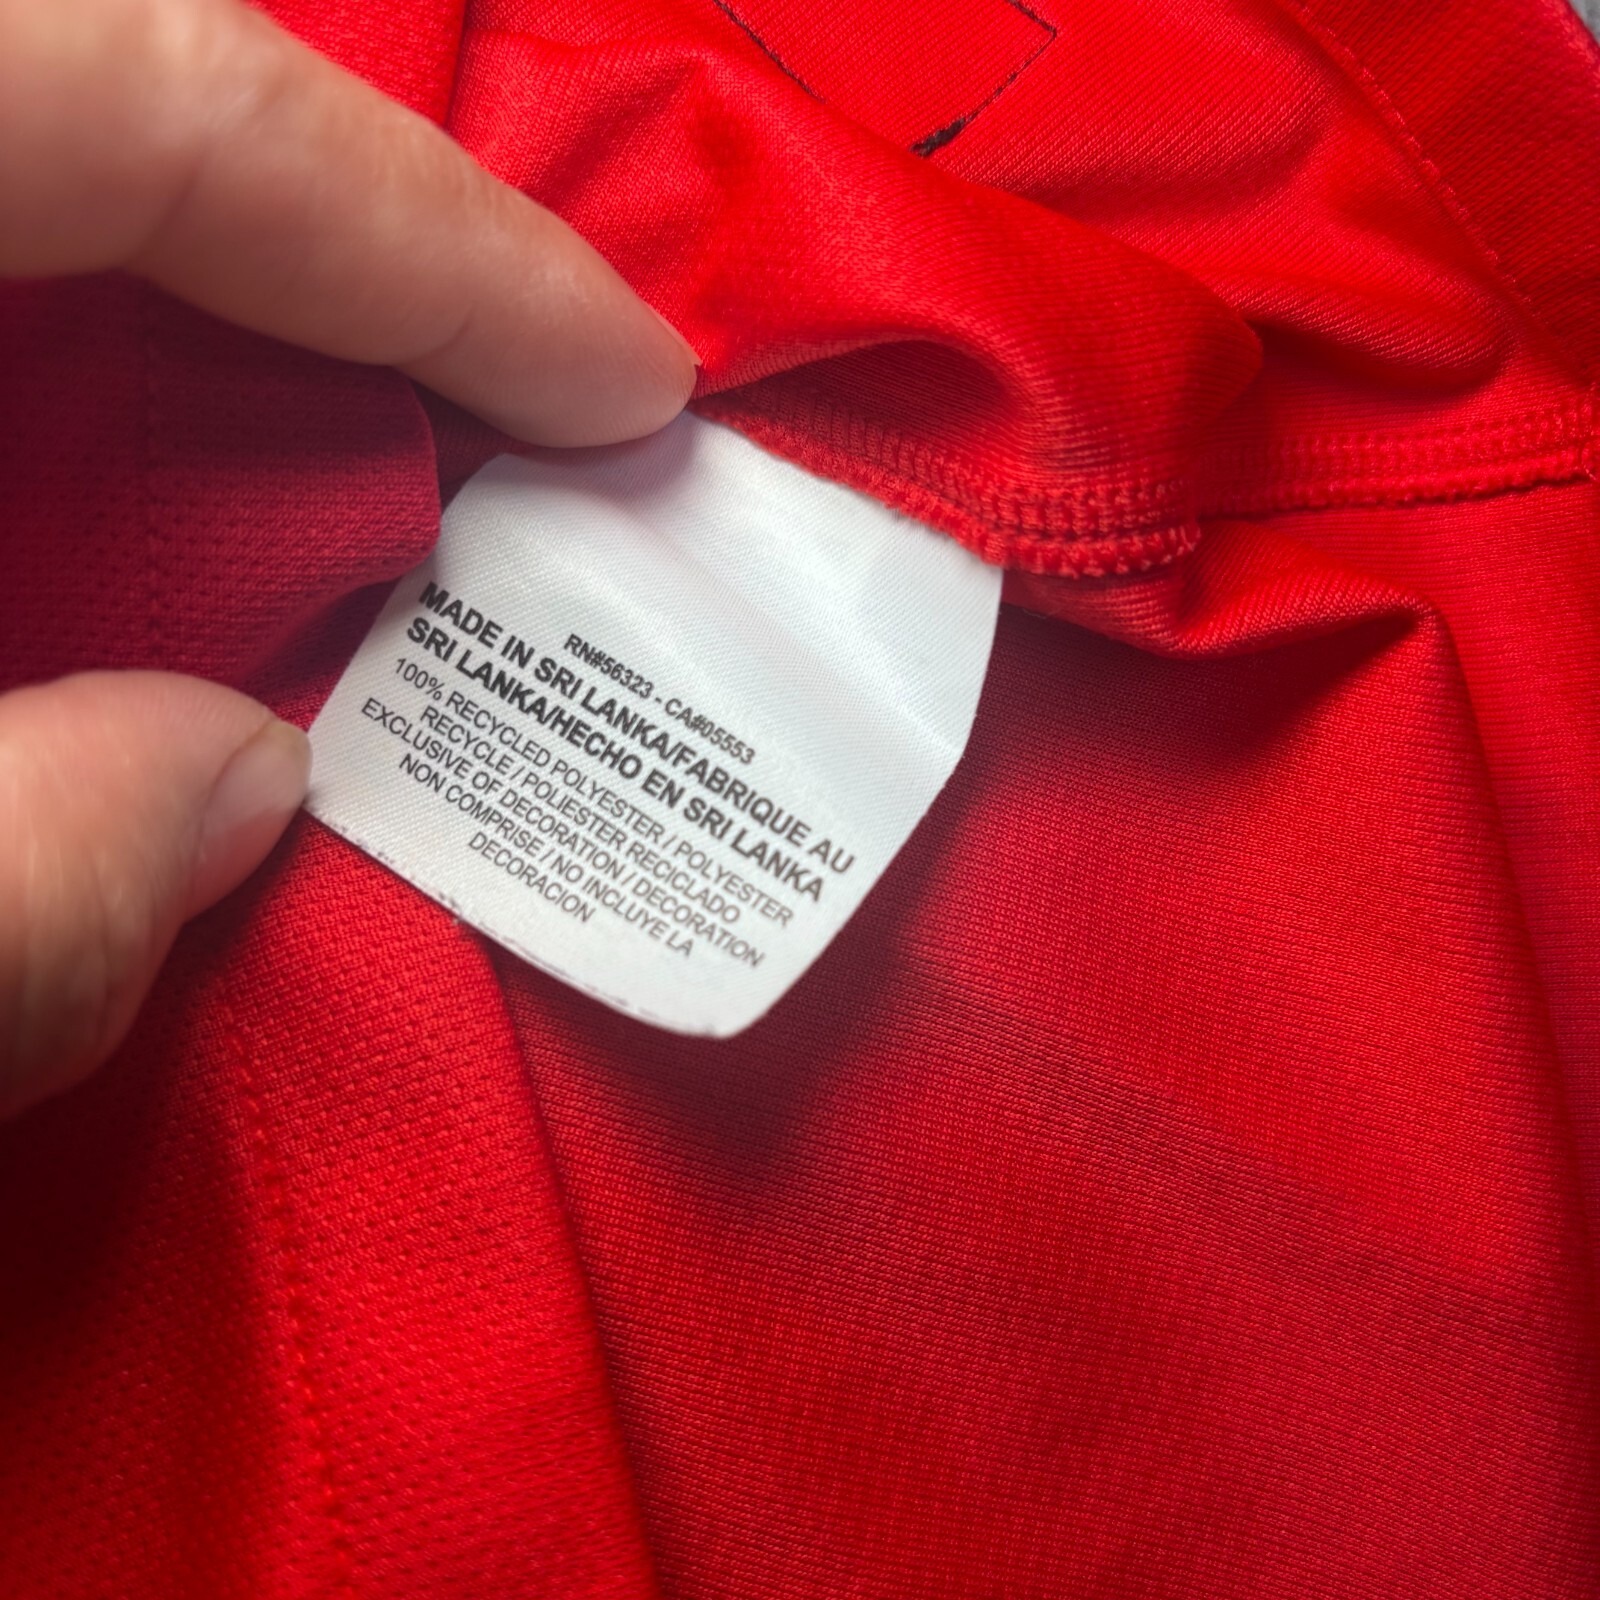 RN#56323 - CA#05553
MADE IN SRI LANKA/FABRIQUE AU
SRI LANKA/HECHO EN SRI LANKA
100% RECYCLED POLYESTER / POLYESTER
RECYCLE / POLIESTER RECICLADO
EXCLUSIVE OF DECORATION / DECORATION
NON COMPRISE / NO INCLUYE LA
DECORACION